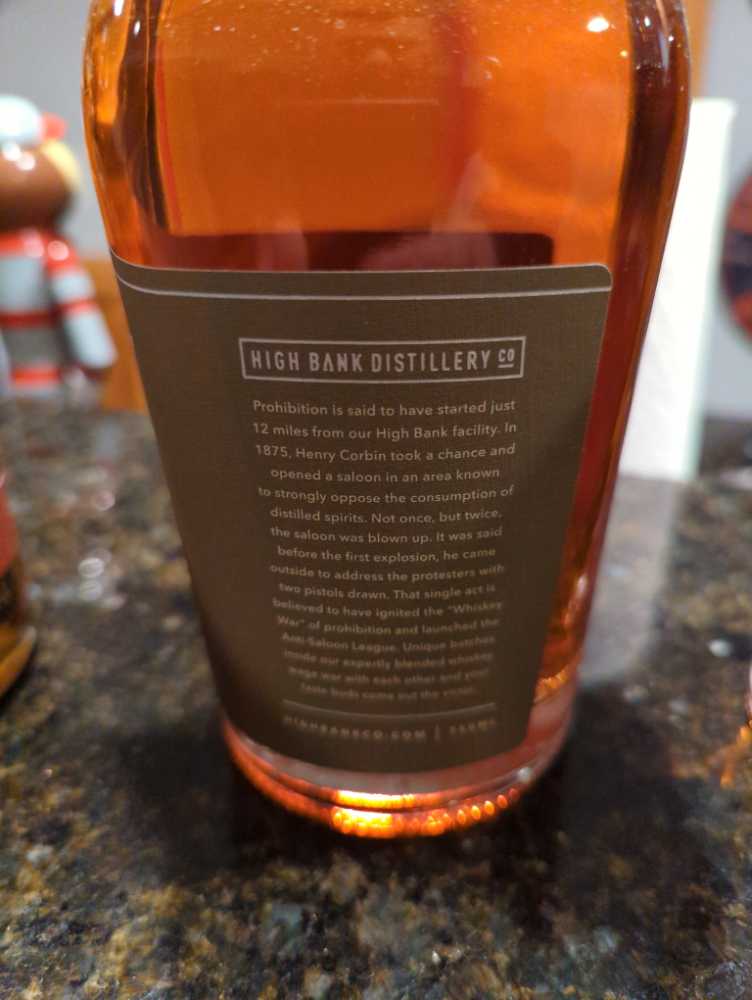 HIGH BANK DISTILLERY CO
Prohibition is said to have started just
12 miles from our High Bank facility. In
1875, Henry Corbin took a chance and
opened a saloon in an area known
to strongly oppose the consumption of
distilled spirits. Not once, but twice,
the saloon was blown up. It was said
before the first explosion, he came
outside to address the protesters with
two pistols drawn. That single act is
believed to have ignited the "Whiskey
War" of prohibition and launched the
Anti-Saloon League. Unique batches
inside our expertly blended whiskey
wage war with each other and your
taste buds come out the victor.
HIGHBANKCO.COM | 750ML